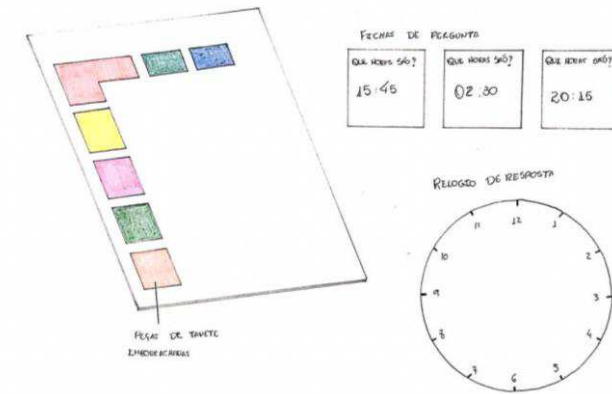 FICHAS DE PERGUNTA
QUE HORAS SÃO?
15:45
QUE HORAS SÃO?
02:30
QUE HORAS SÃO?
20:15
RELOGIO DE RESPOSTA
12
1
2
3
4
5
6
7
8
9
10
11
PEÇAS DE TAPETE
EMBORRACHADAS